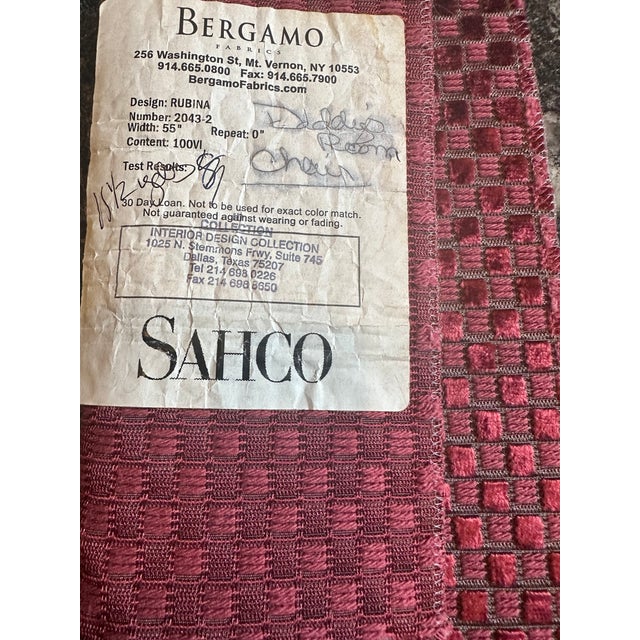 BERGAMO
FABRICS
256 Washington St, Mt. Vernon, NY 10553
914.665.0800 Fax: 914.665.7900
BergamoFabrics.com
Design: RUBINA
Number: 2043-2
Width: 55" Repeat: 0"
Content: 100VI
Test Results:
Room
Chair
30 Day Loan. Not to be used for exact color match.
Not guaranteed against wearing or fading.
COLLECTION
INTERIOR DESIGN COLLECTION
1025 N. Stemmons Frwy, Suite 745
Dallas, Texas 75207
Tel 214 698 0226
Fax 214 698 8650
SAHCO